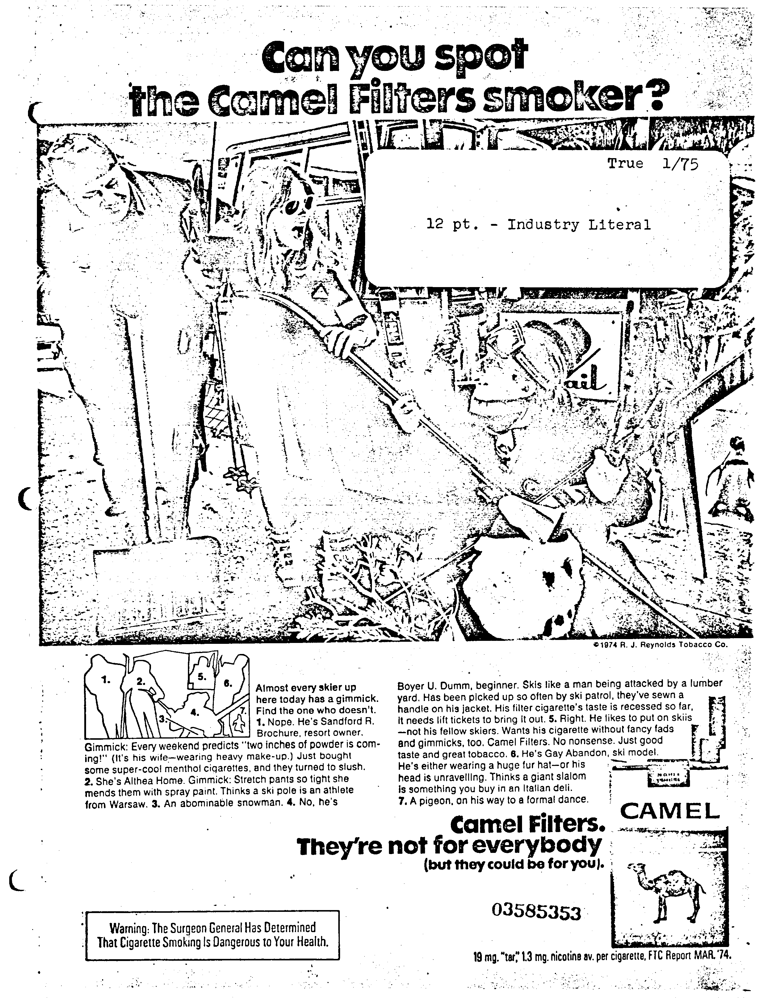 Can you spot
the Camel Filters smoker?
True 1/75
12 pt. - Industry Literal
ail
©1974 R. J. Reynolds Tobacco Co.
1.
2.
3.
4.
5.
6.
7.
Almost every skier up
here today has a gimmick.
Find the one who doesn't.
1. Nope. He's Sandford R.
Brochure, resort owner.
Gimmick: Every weekend predicts "two inches of powder is com-
ing!" (It's his wife—wearing heavy make-up.) Just bought
some super-cool menthol cigarettes, and they turned to slush.
2. She's Althea Home. Gimmick: Stretch pants so tight she
mends them with spray paint. Thinks a ski pole is an athlete
from Warsaw. 3. An abominable snowman. 4. No, he's
Boyer U. Dumm, beginner. Skis like a man being attacked by a lumber
yard. Has been picked up so often by ski patrol, they've sewn a
handle on his jacket. His filter cigarette's taste is recessed so far,
it needs lift tickets to bring it out. 5. Right. He likes to put on skiis
—not his fellow skiers. Wants his cigarette without fancy fads
and gimmicks, too. Camel Filters. No nonsense. Just good
taste and great tobacco. 6. He's Gay Abandon, ski model.
He's either wearing a huge fur hat—or his
head is unravelling. Thinks a giant slalom
is something you buy in an Italian deli.
7. A pigeon, on his way to a formal dance.
CAMEL
Camel Filters.
They're not for everybody
(but they could be for you).
03585353
Warning: The Surgeon General Has Determined
That Cigarette Smoking Is Dangerous to Your Health.
19 mg. "tar," 1.3 mg. nicotine av. per cigarette, FTC Report MAR. '74.